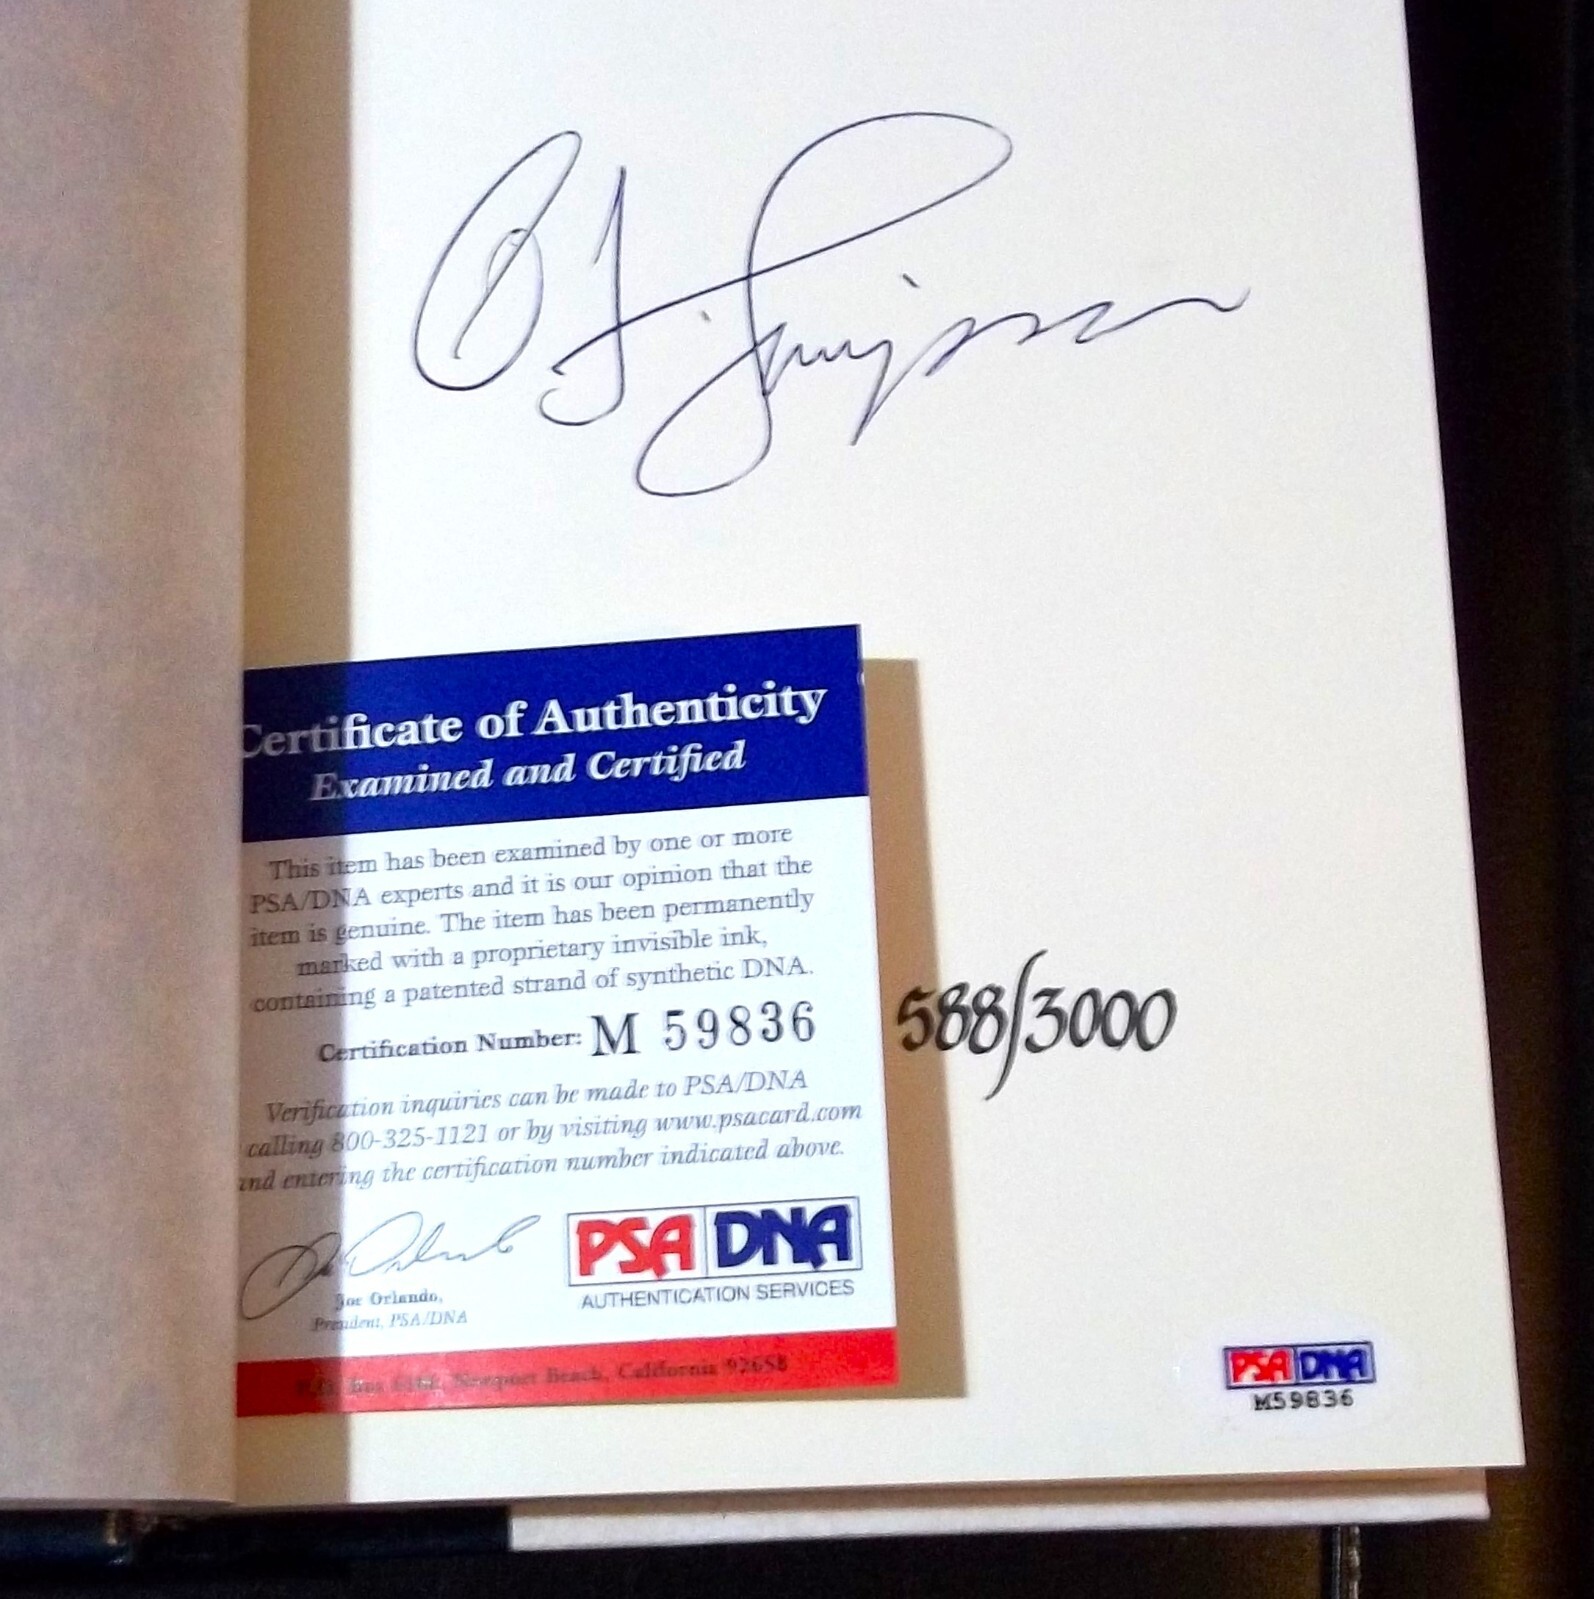 O J Simpson
Certificate of Authenticity
Examined and Certified
This item has been examined by one or more
PSA/DNA experts and it is our opinion that the
item is genuine. The item has been permanently
marked with a proprietary invisible ink,
containing a patented strand of synthetic DNA.
Certification Number: M 59836
588/3000
Verification inquiries can be made to PSA/DNA
calling 800-325-1121 or by visiting www.psacard.com
and entering the certification number indicated above.
Joe Orlando,
President, PSA/DNA
PSA DNA
AUTHENTICATION SERVICES
Box Newport Beach, California 92658
PSA DNA
M59836